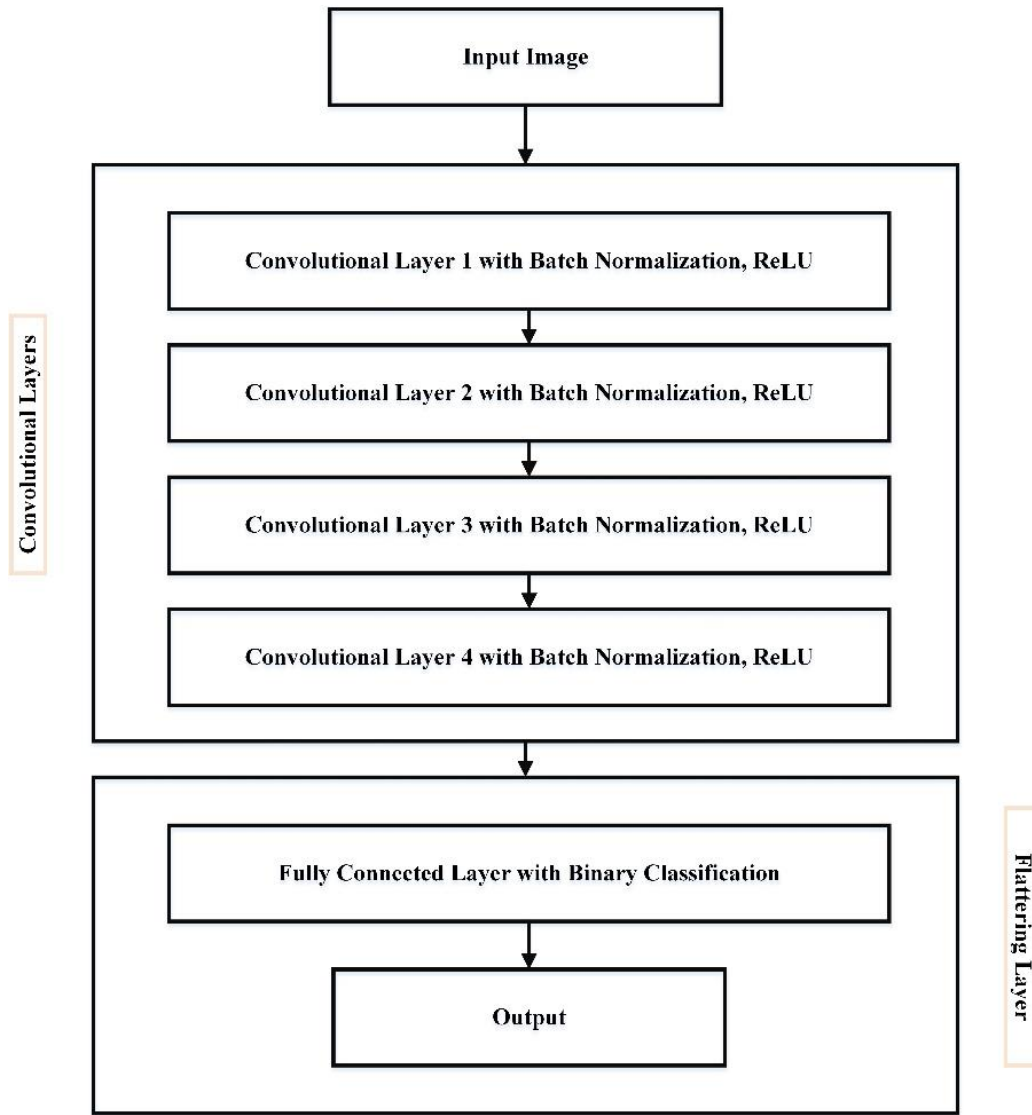 Input Image
Convolutional Layers
Convolutional Layer 1 with Batch Normalization, ReLU
Convolutional Layer 2 with Batch Normalization, ReLU
Convolutional Layer 3 with Batch Normalization, ReLU
Convolutional Layer 4 with Batch Normalization, ReLU
Fully Connected Layer with Binary Classification
Flattering Layer
Output